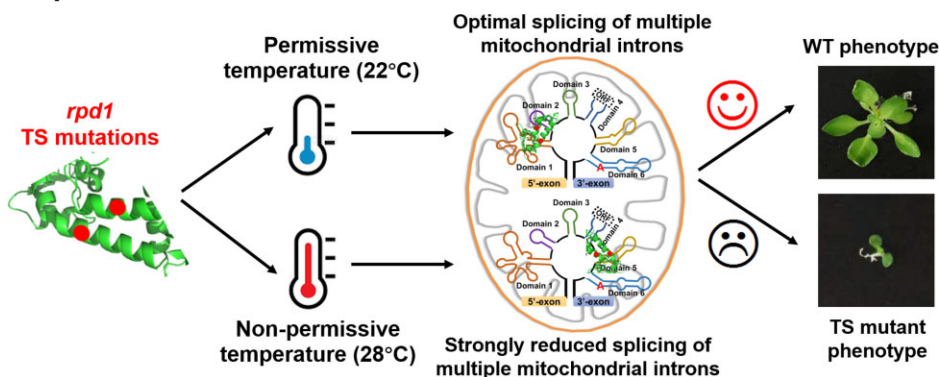 rpd1
TS mutations
Permissive
temperature (22°C)
Non-permissive
temperature (28°C)
Optimal splicing of multiple
mitochondrial introns
Domain 3
Domain 2
ORF
Domain 4
Domain 5
Domain 1
A
Domain 6
5'-exon
3'-exon
Domain 3
Domain 2
ORF
Domain 4
Domain 5
Domain 1
A
Domain 6
5'-exon
3'-exon
Strongly reduced splicing of
multiple mitochondrial introns
WT phenotype
TS mutant
phenotype